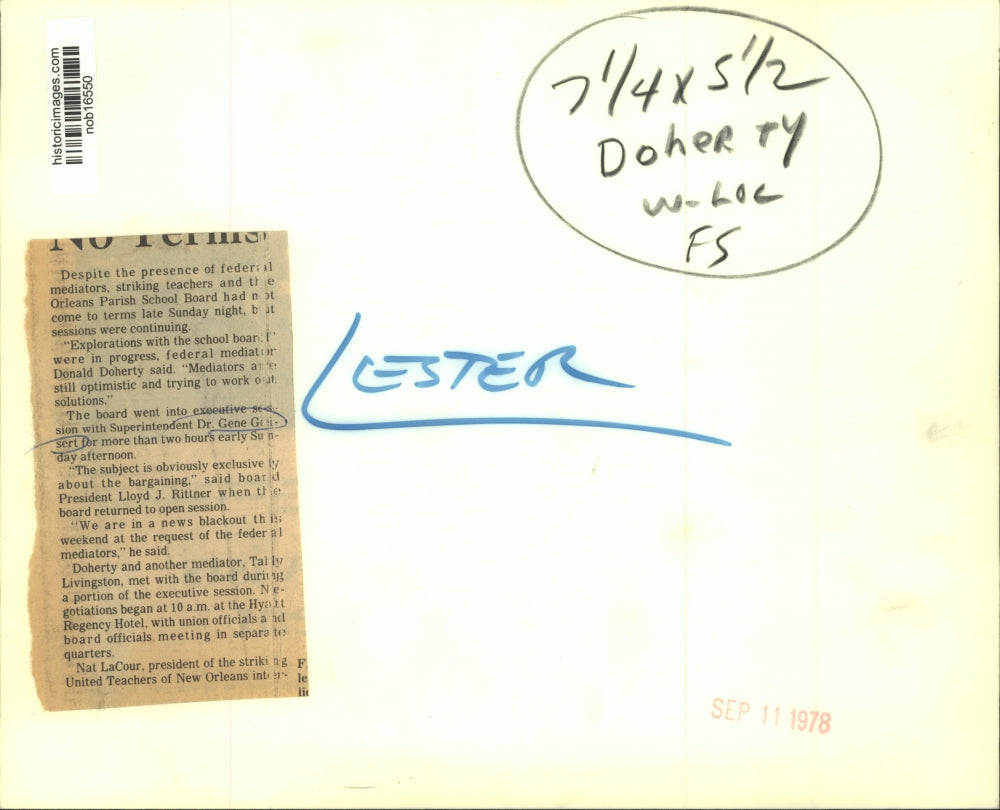 historicimages.com
nob16550
7 1/4 x 5 1/2
Doherty
W-LOC
FS
No Terms
Despite the presence of federal
mediators, striking teachers and the
Orleans Parish School Board had not
come to terms late Sunday night, but
sessions were continuing.
"Explorations with the school board"
were in progress, federal mediator
Donald Doherty said. "Mediators are
still optimistic and trying to work out
solutions."
The board went into executive ses-
sion with Superintendent Dr. Gene Gei-
sert for more than two hours early Sun-
day afternoon.
"The subject is obviously exclusively
about the bargaining," said board
President Lloyd J. Rittner when the
board returned to open session.
"We are in a news blackout this
weekend at the request of the federal
mediators," he said.
Doherty and another mediator, Tally
Livingston, met with the board during
a portion of the executive session. Ne-
gotiations began at 10 a.m. at the Hyatt
Regency Hotel, with union officials and
board officials meeting in separate
quarters.
Nat LaCour, president of the striking
United Teachers of New Orleans inter-
F
le
lic
LESTER
SEP 11 1978